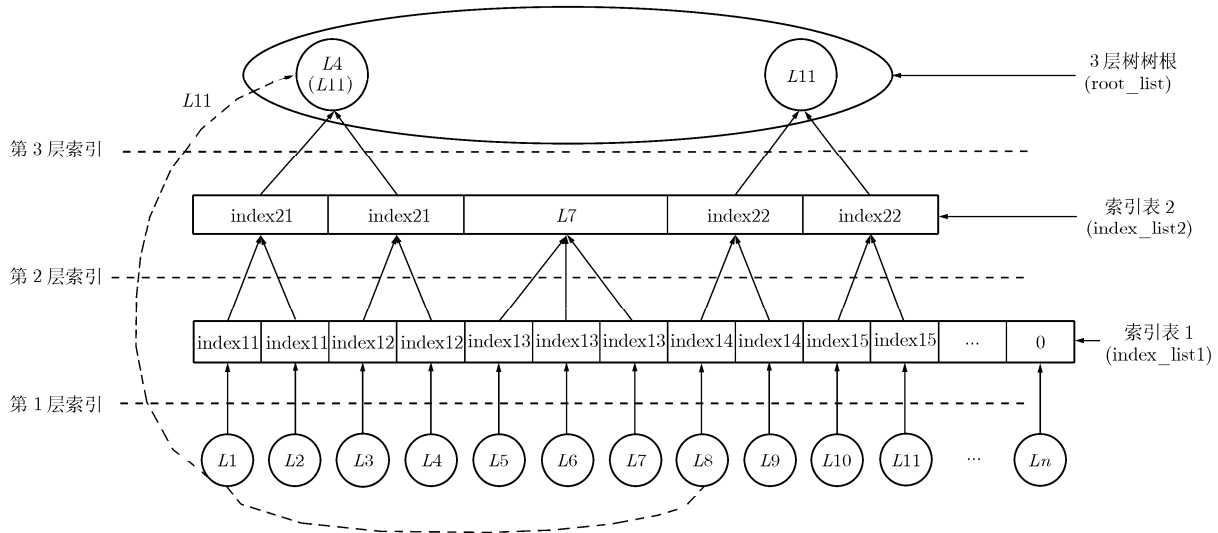 L4
(L11)
L11
3 层树树根
(root_list)
L11
第 3 层索引
index21
index21
L7
index22
index22
索引表 2
(index_list2)
第 2 层索引
index11
index11
index12
index12
index13
index13
index13
index14
index14
index15
index15
...
0
索引表 1
(index_list1)
第 1 层索引
L1
L2
L3
L4
L5
L6
L7
L8
L9
L10
L11
...
Ln